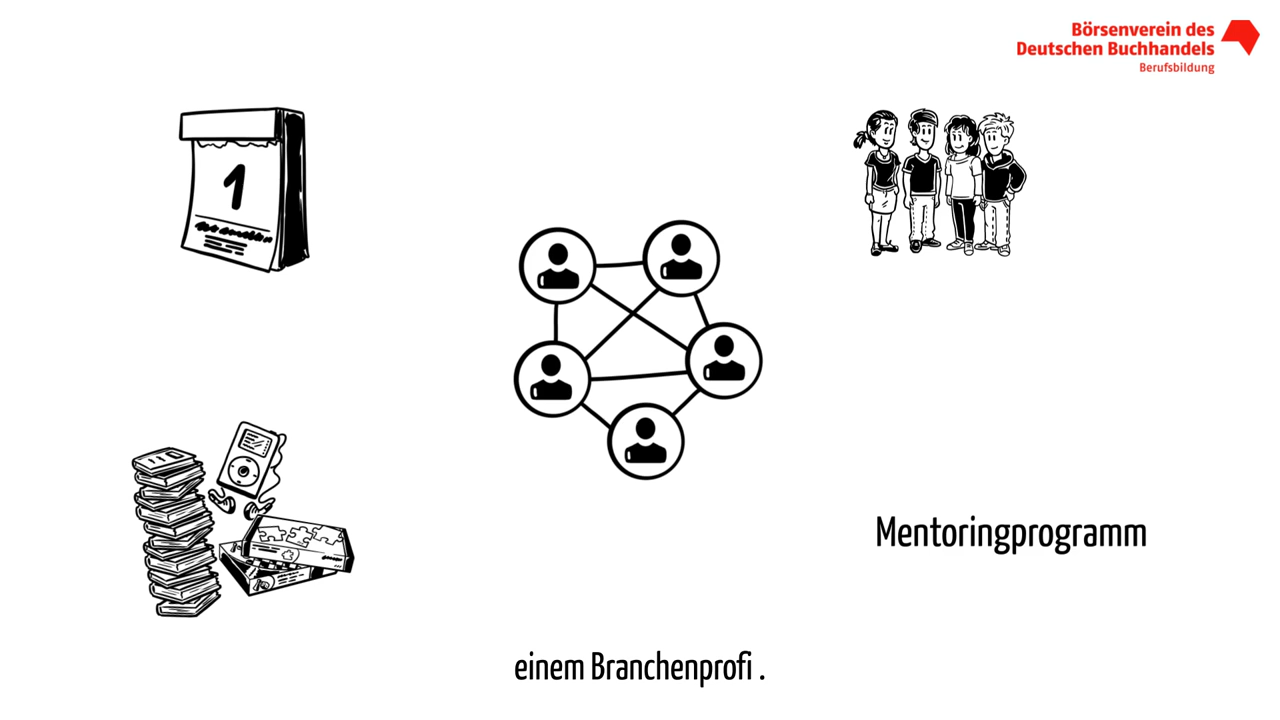 Börsenverein des
Deutschen Buchhandels
Berufsbildung
1
Mentoringprogramm
einem Branchenprofi .